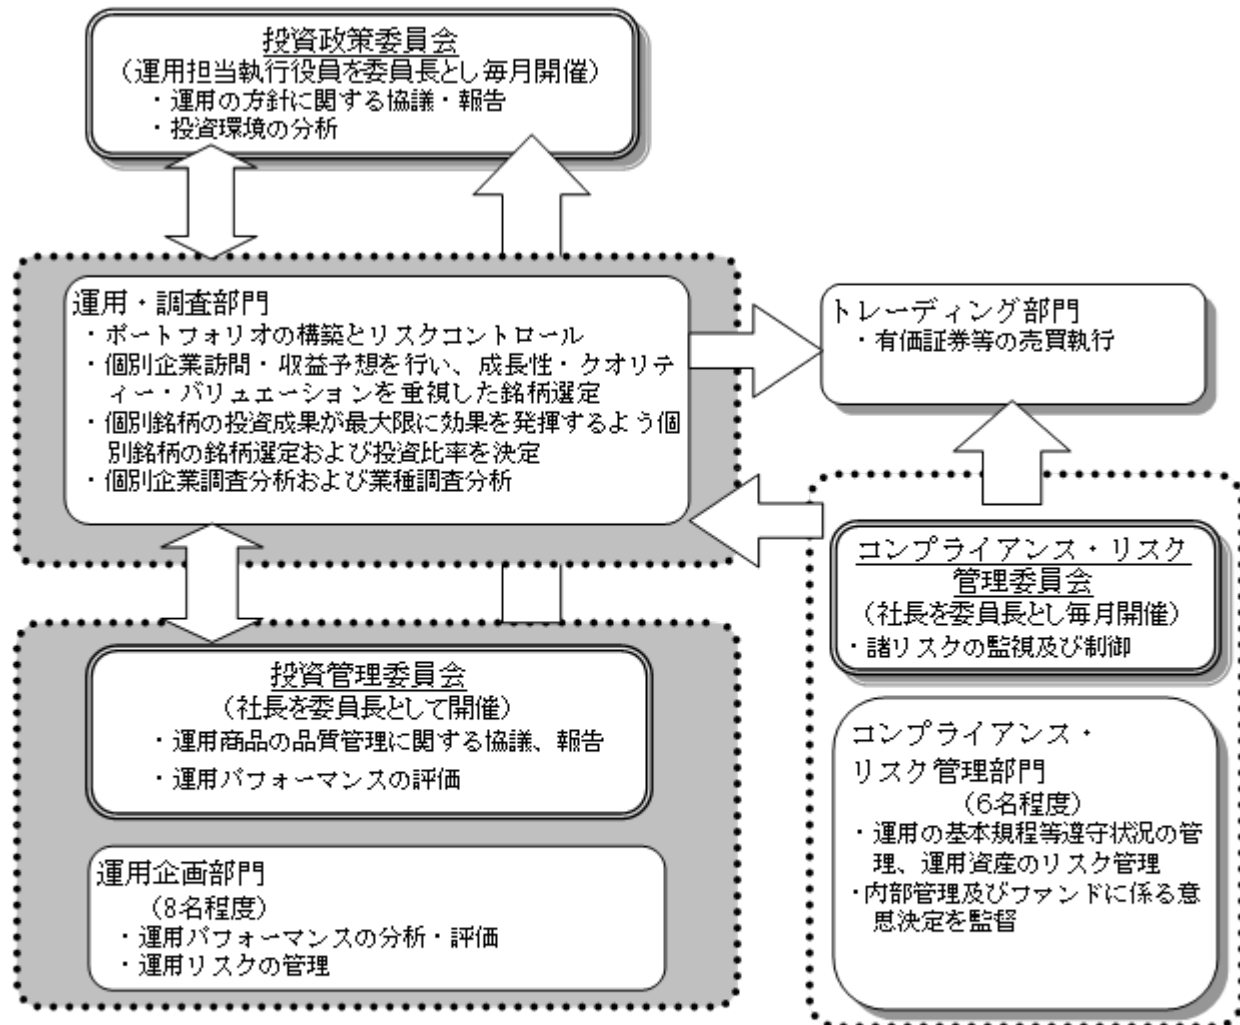 投資政策委員会
(運用担当執行役員を委員長とし毎月開催)
・運用の方針に関する協議・報告
・投資環境の分析
運用・調査部門
・ポートフォリオの構築とリスクコントロール
・個別企業訪問・収益予想を行い、成長性・クオリテ
ィー・バリュエーションを重視した銘柄選定
・個別銘柄の投資成果が最大限に効果を発揮するよう個
別銘柄の銘柄選定および投資比率を決定
・個別企業調査分析および業種調査分析
トレーディング部門
・有価証券等の売買執行
投資管理委員会
(社長を委員長として開催)
・運用商品の品質管理に関する協議、報告
・運用パフォーマンスの評価
運用企画部門
(8名程度)
・運用パフォーマンスの分析・評価
・運用リスクの管理
コンプライアンス・リスク
管理委員会
(社長を委員長とし毎月開催)
・諸リスクの監視及び制御
コンプライアンス・
リスク管理部門
(6名程度)
・運用の基本規程等遵守状況の管
理、運用資産のリスク管理
・内部管理及びファンドに係る意
思決定を監督